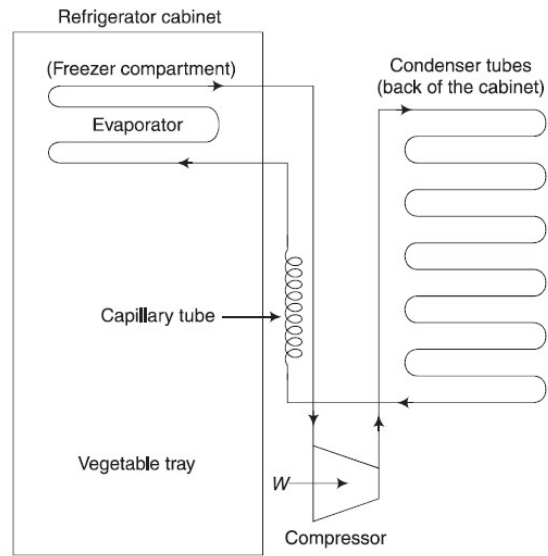 Refrigerator cabinet
(Freezer compartment)
Evaporator
Condenser tubes
(back of the cabinet)
Capillary tube
Vegetable tray
W
Compressor